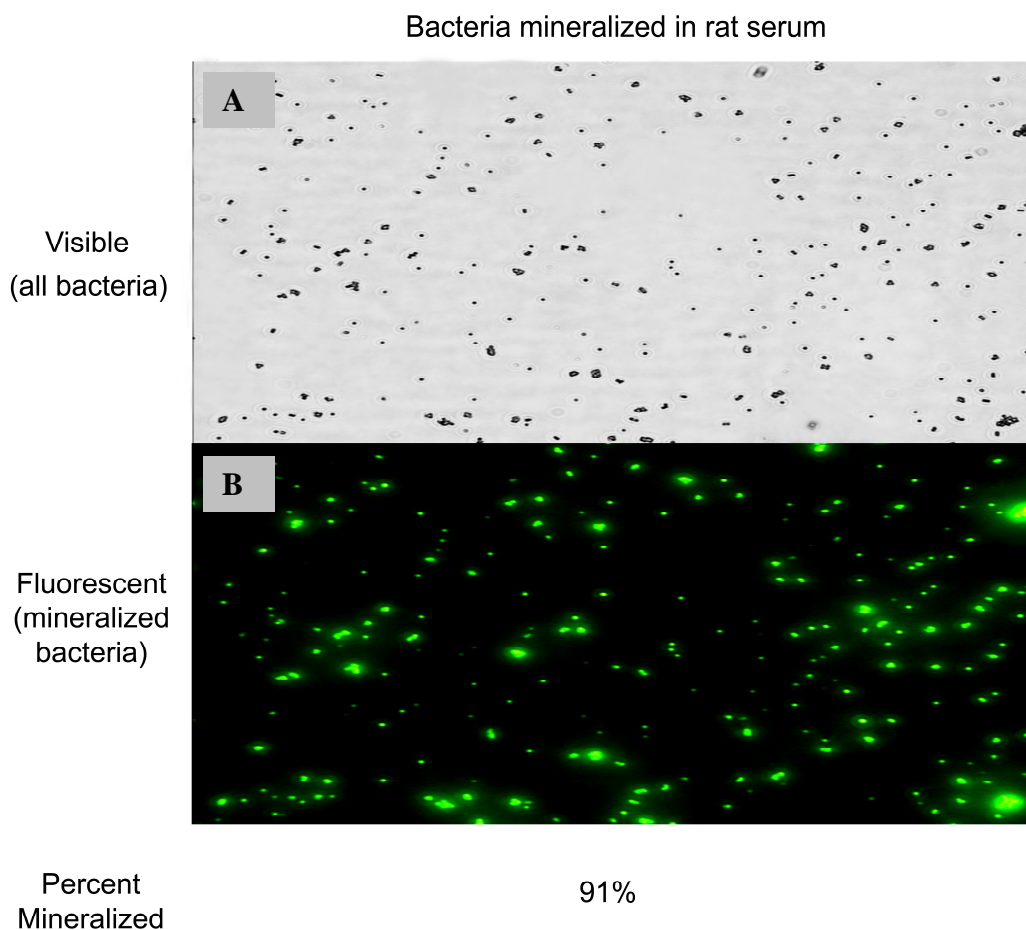 Bacteria mineralized in rat serum
A
Visible
(all bacteria)
B
Fluorescent
(mineralized
bacteria)
Percent
Mineralized
91%